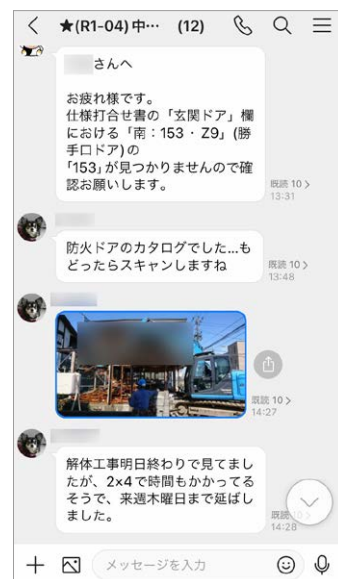 ★(R1-04)中… (12)
さんへ
お疲れ様です。
仕様打合せ書の「玄関ドア」欄
における「南：153・Z9」(勝
手口ドア)の
「153」が見つかりませんので確
認お願いします。
既読 10 >
13:31
防火ドアのカタログでした…も
どったらスキャンしますね
既読 10 >
13:48
既読 10 >
14:27
解体工事明日終わりで見てまし
たが、2×4で時間もかかってる
そうで、来週木曜日まで延ばし
ました。
既読 10 >
14:28
メッセージを入力